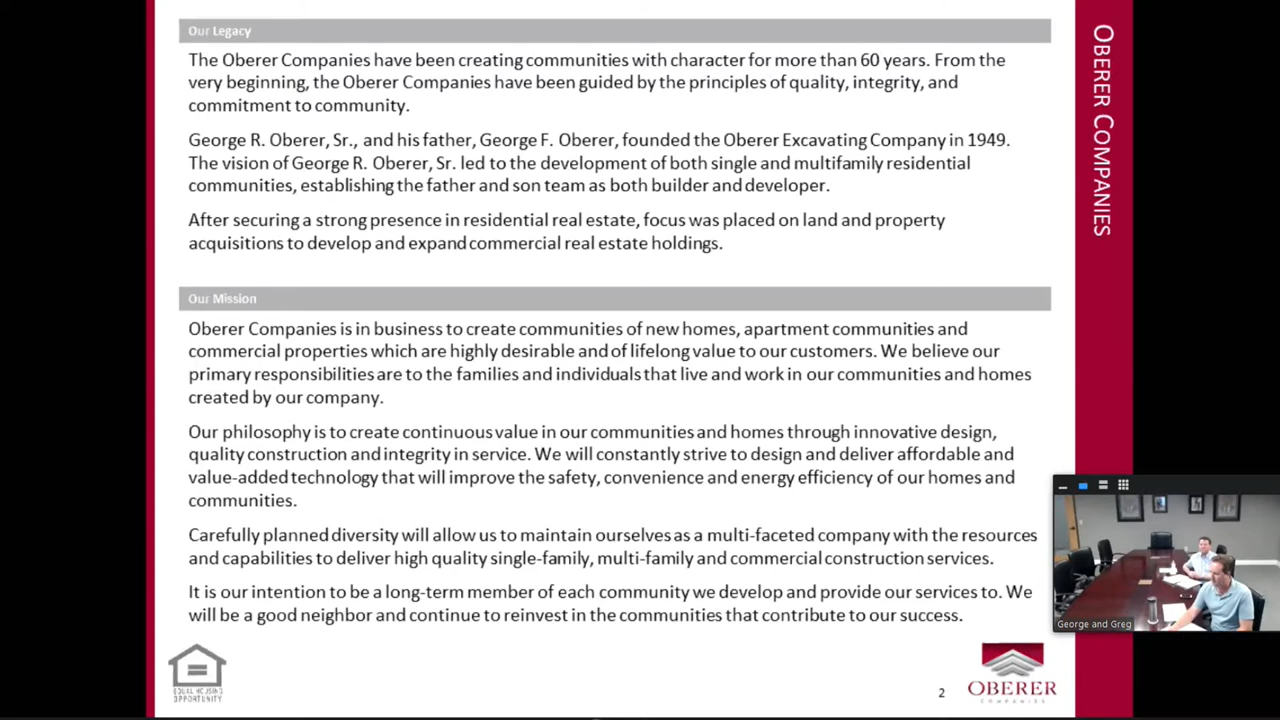 Our Legacy
The Oberer Companies have been creating communities with character for more than 60 years. From the
very beginning, the Oberer Companies have been guided by the principles of quality, integrity, and
commitment to community.
George R. Oberer, Sr., and his father, George F. Oberer, founded the Oberer Excavating Company in 1949.
The vision of George R. Oberer, Sr. led to the development of both single and multifamily residential
communities, establishing the father and son team as both builder and developer.
After securing a strong presence in residential real estate, focus was placed on land and property
acquisitions to develop and expand commercial real estate holdings.
Our Mission
Oberer Companies is in business to create communities of new homes, apartment communities and
commercial properties which are highly desirable and of lifelong value to our customers. We believe our
primary responsibilities are to the families and individuals that live and work in our communities and homes
created by our company.
Our philosophy is to create continuous value in our communities and homes through innovative design,
quality construction and integrity in service. We will constantly strive to design and deliver affordable and
value-added technology that will improve the safety, convenience and energy efficiency of our homes and
communities.
Carefully planned diversity will allow us to maintain ourselves as a multi-faceted company with the resources
and capabilities to deliver high quality single-family, multi-family and commercial construction services.
It is our intention to be a long-term member of each community we develop and provide our services to. We
will be a good neighbor and continue to reinvest in the communities that contribute to our success.
OBERER COMPANIES
George and Greg
EQUAL HOUSING
OPPORTUNITY
2
OBERER
COMPANIES